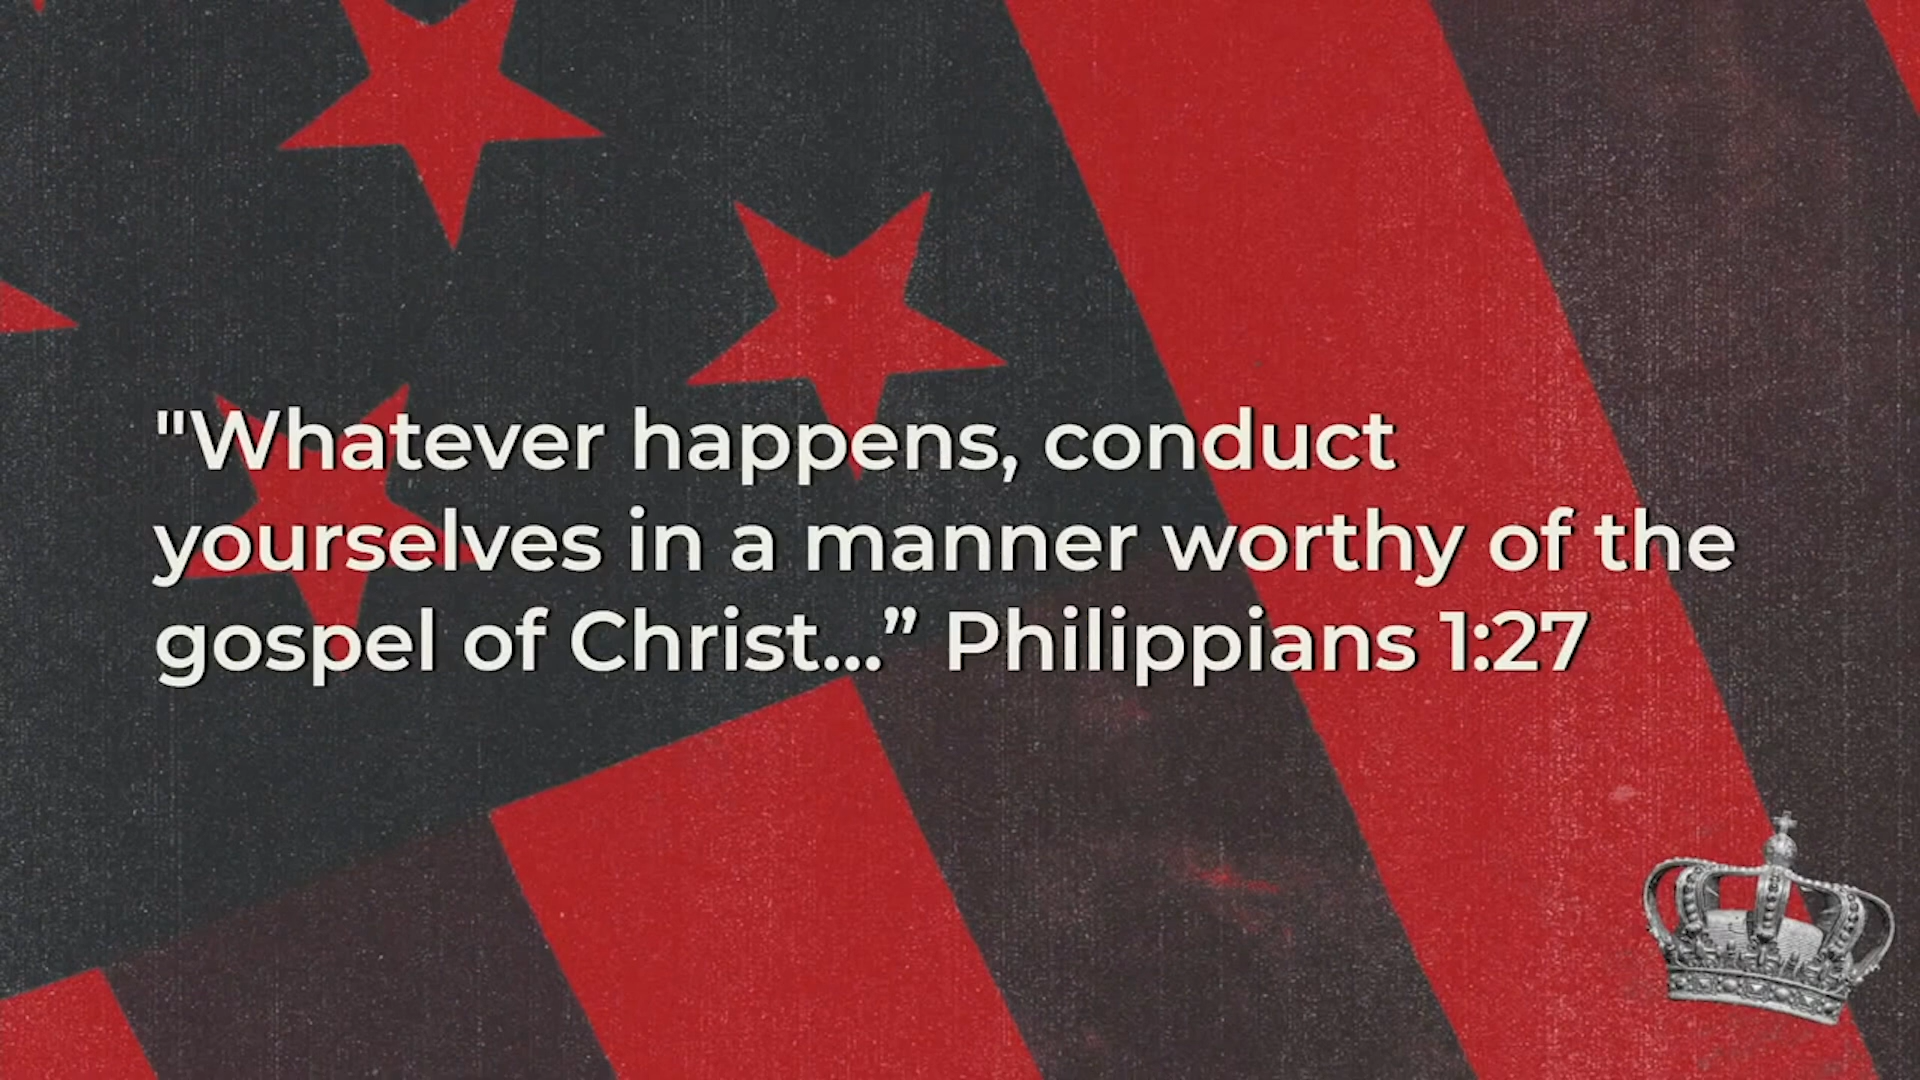 "Whatever happens, conduct
yourselves in a manner worthy of the
gospel of Christ...” Philippians 1:27